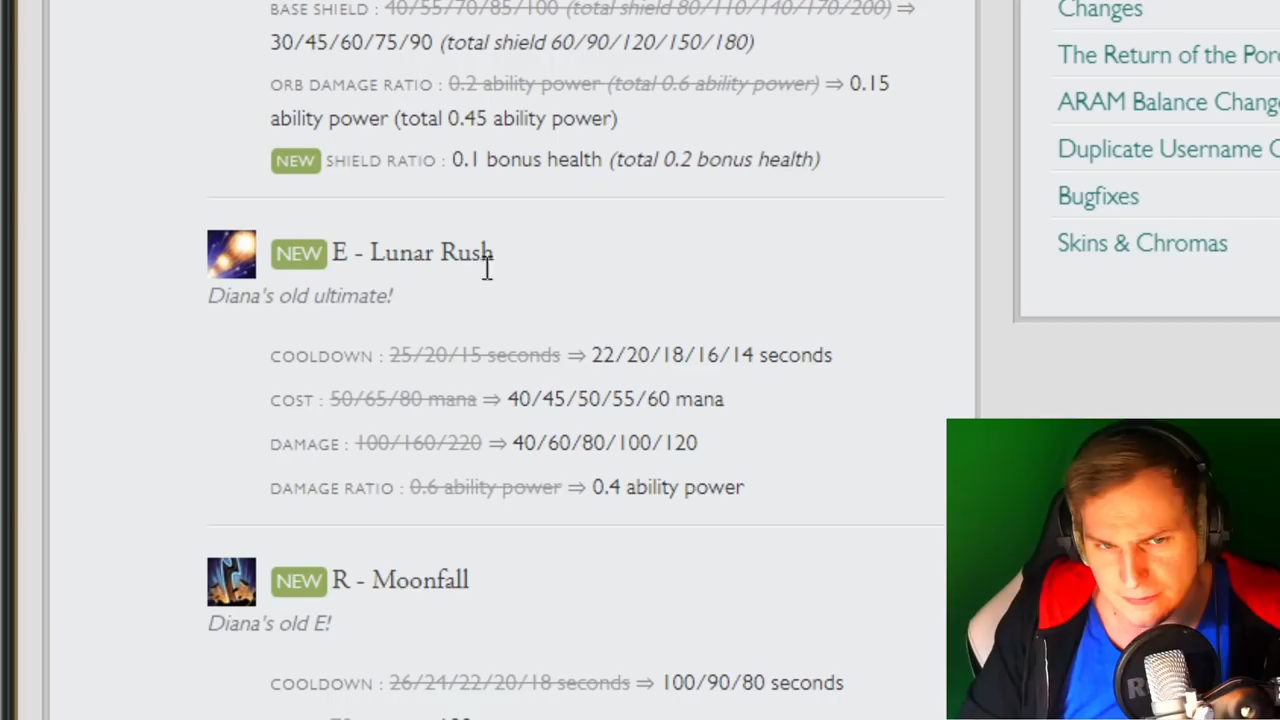 BASE SHIELD : 40/55/70/85/100 (total shield 80/110/140/170/200) ⇒
30/45/60/75/90 (total shield 60/90/120/150/180)
ORB DAMAGE RATIO : 0.2 ability power (total 0.6 ability power) ⇒ 0.15
ability power (total 0.45 ability power)
NEW SHIELD RATIO : 0.1 bonus health (total 0.2 bonus health)
NEW E - Lunar Rush
Diana's old ultimate!
COOLDOWN : 25/20/15 seconds ⇒ 22/20/18/16/14 seconds
COST : 50/65/80 mana ⇒ 40/45/50/55/60 mana
DAMAGE : 100/160/220 ⇒ 40/60/80/100/120
DAMAGE RATIO : 0.6 ability power ⇒ 0.4 ability power
NEW R - Moonfall
Diana's old E!
COOLDOWN : 26/24/22/20/18 seconds ⇒ 100/90/80 seconds
Changes
The Return of the
ARAM Balance
Duplicate Username
Bugfixes
Skins & Chromas